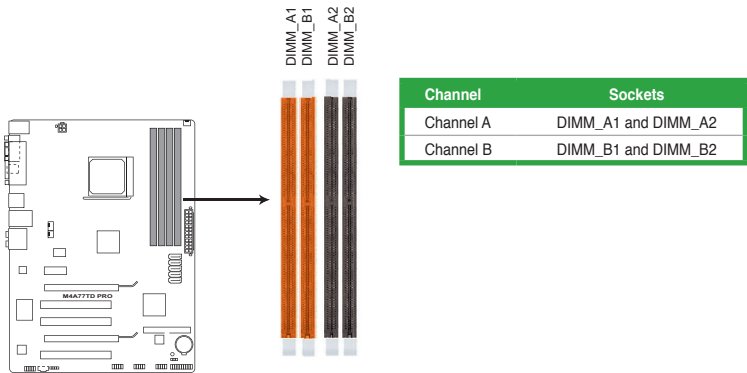 DIMM_A1
DIMM_B1
DIMM_A2
DIMM_B2
Channel Sockets
Channel A DIMM_A1 and DIMM_A2
Channel B DIMM_B1 and DIMM_B2
M4A77TD PRO